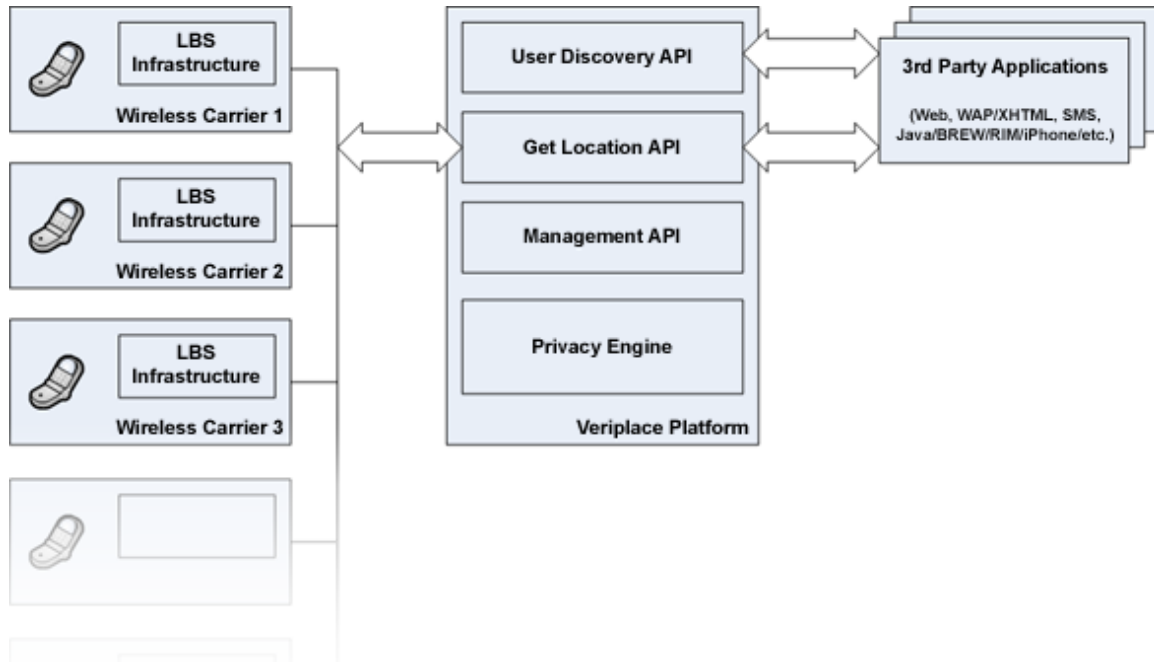 LBS
Infrastructure
Wireless Carrier 1
LBS
Infrastructure
Wireless Carrier 2
LBS
Infrastructure
Wireless Carrier 3
User Discovery API
Get Location API
Management API
Privacy Engine
Veriplace Platform
3rd Party Applications
(Web, WAP/XHTML, SMS,
Java/BREW/RIM/iPhone/etc.)